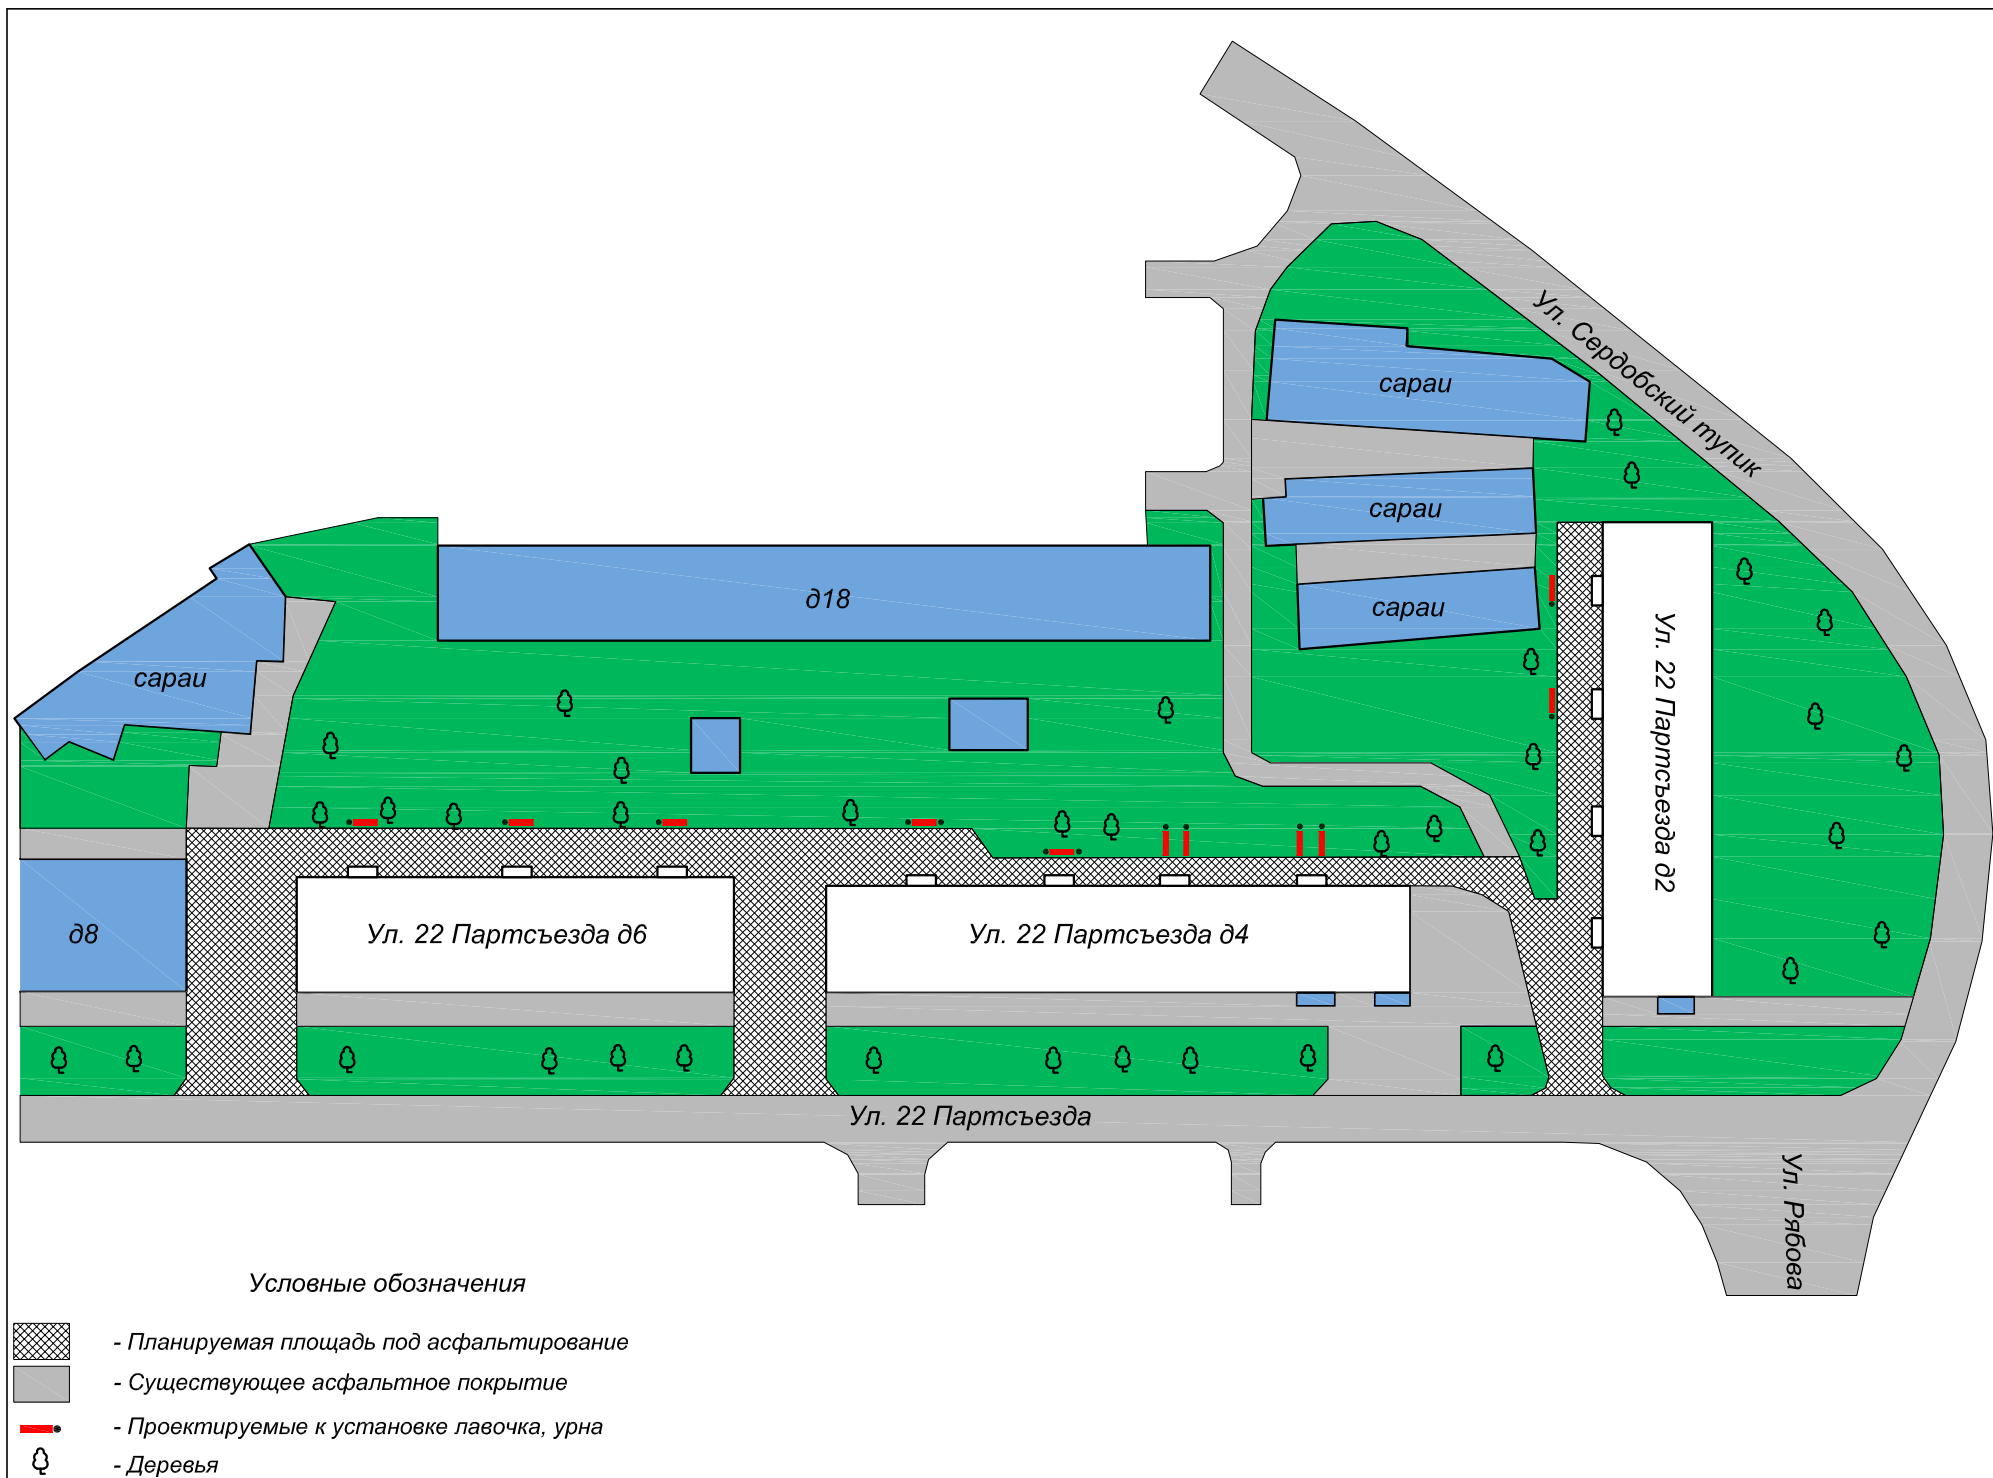 Ул. Сердобский тупик
сараи
сараи
д18
сараи
Ул. 22 Партсъезда д2
сараи
д8
Ул. 22 Партсъезда д6
Ул. 22 Партсъезда д4
Ул. 22 Партсъезда
Ул. Рябова
Условные обозначения
- Планируемая площадь под асфальтирование
- Существующее асфальтное покрытие
- Проектируемые к установке лавочка, урна
- Деревья